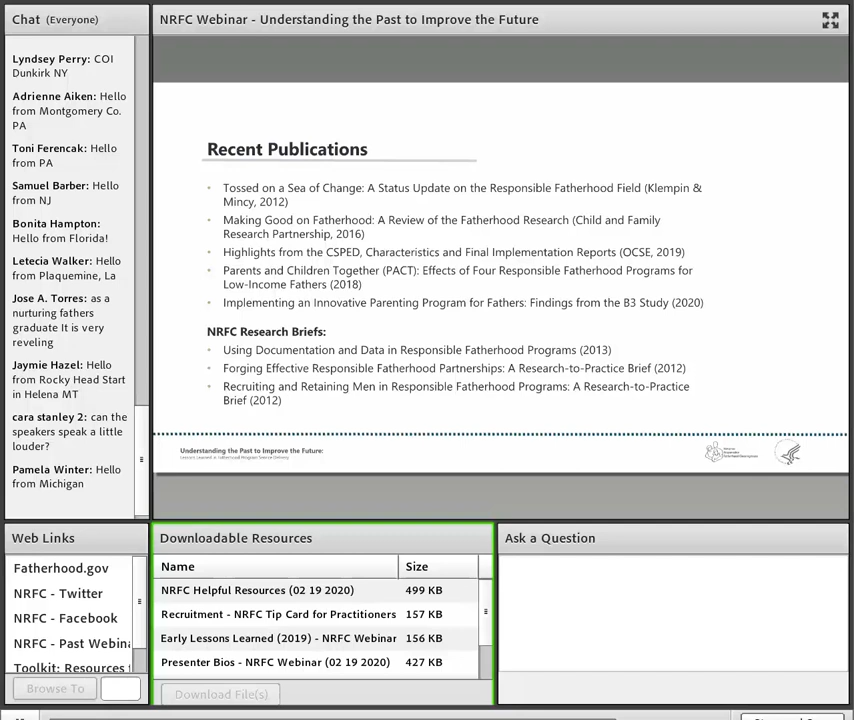 Chat (Everyone)
Lyndsey Perry: COI
Dunkirk NY
Adrienne Aiken: Hello
from Montgomery Co.
PA
Toni Ferencak: Hello
from PA
Samuel Barber: Hello
from NJ
Bonita Hampton:
Hello from Florida!
Letecia Walker: Hello
from Plaquemine, La
Jose A. Torres: as a
nurturing fathers
graduate It is very
reveling
Jaymie Hazel: Hello
from Rocky Head Start
in Helena MT
cara stanley 2: can the
speakers speak a little
louder?
Pamela Winter: Hello
from Michigan
NRFC Webinar - Understanding the Past to Improve the Future
Recent Publications
• Tossed on a Sea of Change: A Status Update on the Responsible Fatherhood Field (Klempin &
Mincy, 2012)
• Making Good on Fatherhood: A Review of the Fatherhood Research (Child and Family
Research Partnership, 2016)
• Highlights from the CSPED, Characteristics and Final Implementation Reports (OCSE, 2019)
• Parents and Children Together (PACT): Effects of Four Responsible Fatherhood Programs for
Low-Income Fathers (2018)
• Implementing an Innovative Parenting Program for Fathers: Findings from the B3 Study (2020)
NRFC Research Briefs:
• Using Documentation and Data in Responsible Fatherhood Programs (2013)
• Forging Effective Responsible Fatherhood Partnerships: A Research-to-Practice Brief (2012)
• Recruiting and Retaining Men in Responsible Fatherhood Programs: A Research-to-Practice
Brief (2012)
Understanding the Past to Improve the Future:
Lessons Learned in Fatherhood Program Service Delivery
Web Links
Fatherhood.gov
NRFC - Twitter
NRFC - Facebook
NRFC - Past Webina
Toolkit: Resources
Browse To
Downloadable Resources
Name Size
NRFC Helpful Resources (02 19 2020) 499 KB
Recruitment - NRFC Tip Card for Practitioners 157 KB
Early Lessons Learned (2019) - NRFC Webinar 156 KB
Presenter Bios - NRFC Webinar (02 19 2020) 427 KB
Download File(s)
Ask a Question